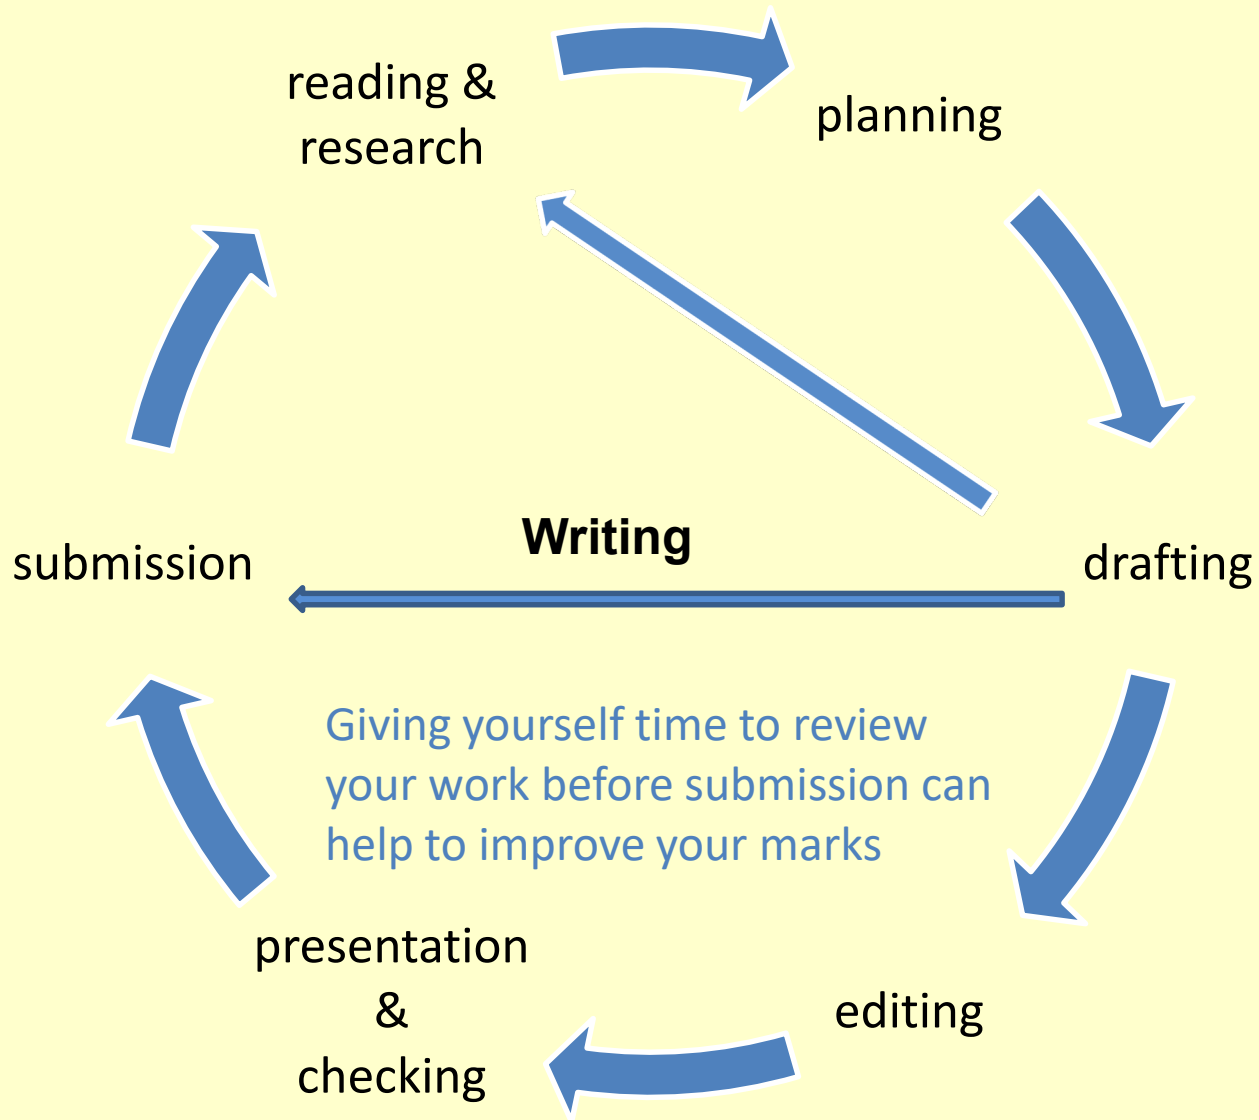 reading &
research
planning
Writing
submission
drafting
Giving yourself time to review
your work before submission can
help to improve your marks
presentation
&
checking
editing